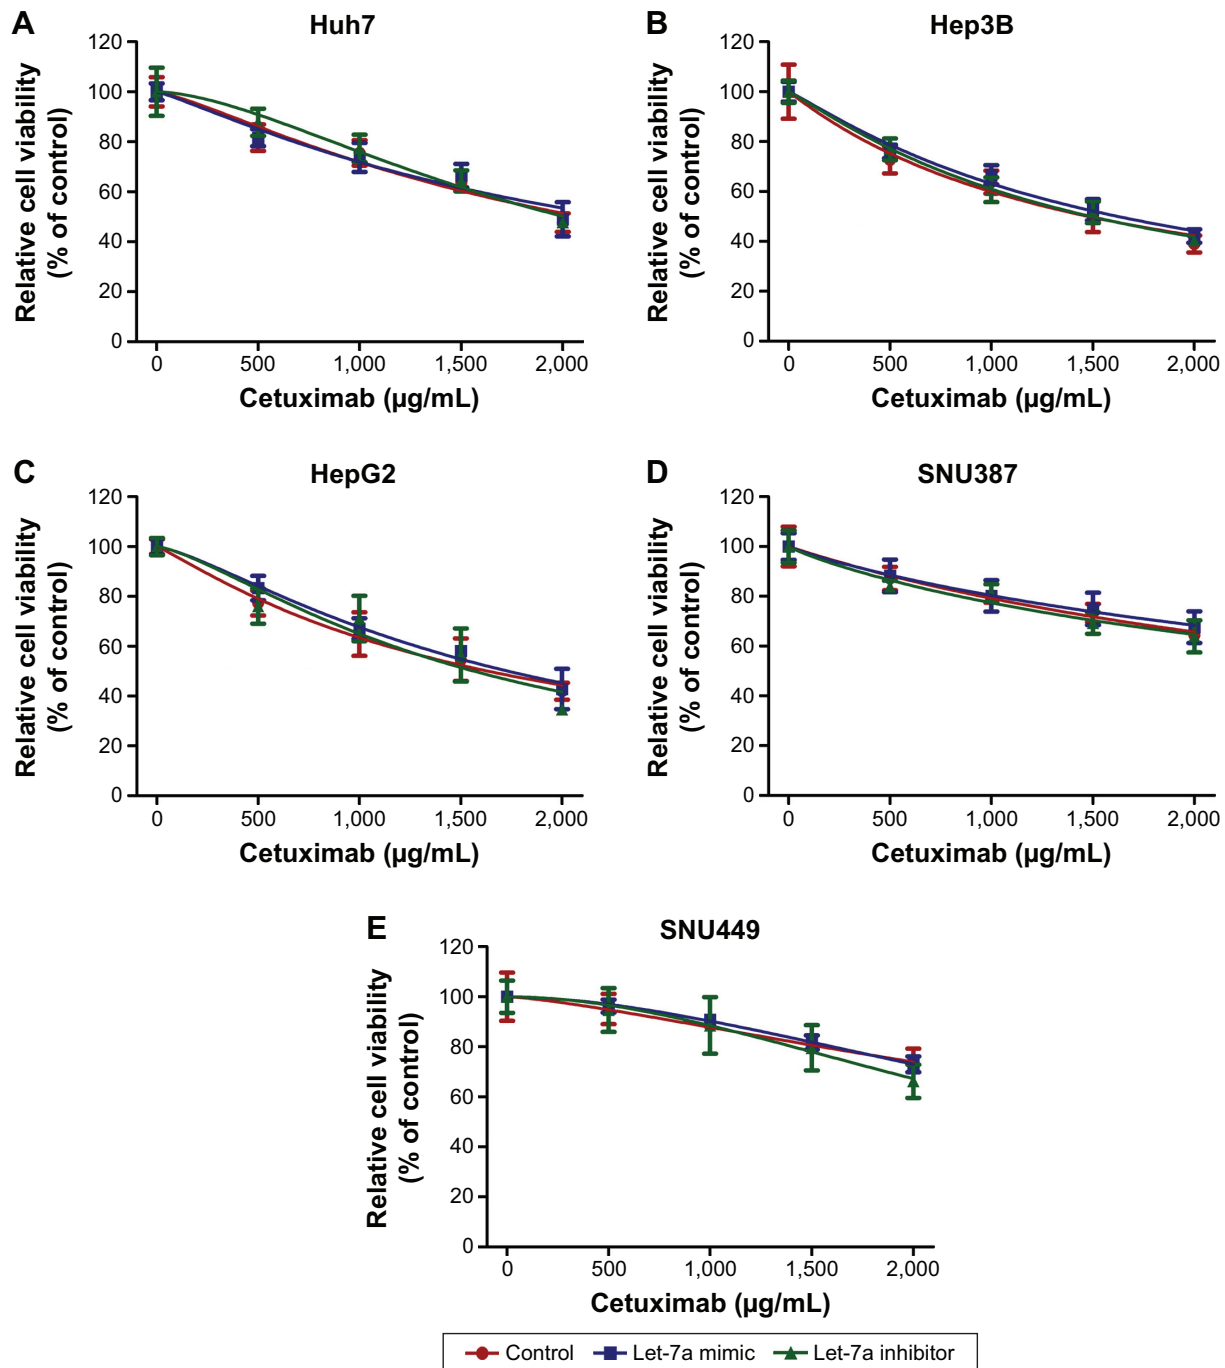 A
Huh7
Relative cell viability
(% of control)
120
100
80
60
40
20
0
0 500 1,000 1,500 2,000
Cetuximab (µg/mL)
B
Hep3B
Relative cell viability
(% of control)
120
100
80
60
40
20
0
0 500 1,000 1,500 2,000
Cetuximab (µg/mL)
C
HepG2
Relative cell viability
(% of control)
120
100
80
60
40
20
0
0 500 1,000 1,500 2,000
Cetuximab (µg/mL)
D
SNU387
Relative cell viability
(% of control)
120
100
80
60
40
20
0
0 500 1,000 1,500 2,000
Cetuximab (µg/mL)
E
SNU449
Relative cell viability
(% of control)
120
100
80
60
40
20
0
0 500 1,000 1,500 2,000
Cetuximab (µg/mL)
Control Let-7a mimic Let-7a inhibitor